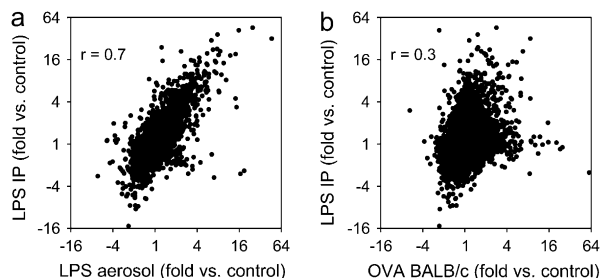 a
64
16
4
1
-4
-16
LPS IP (fold vs. control)
r = 0.7
-16 -4 1 4 16 64
LPS aerosol (fold vs. control)
b
64
16
4
1
-4
-16
LPS IP (fold vs. control)
r = 0.3
-16 -4 1 4 16 64
OVA BALB/c (fold vs. control)